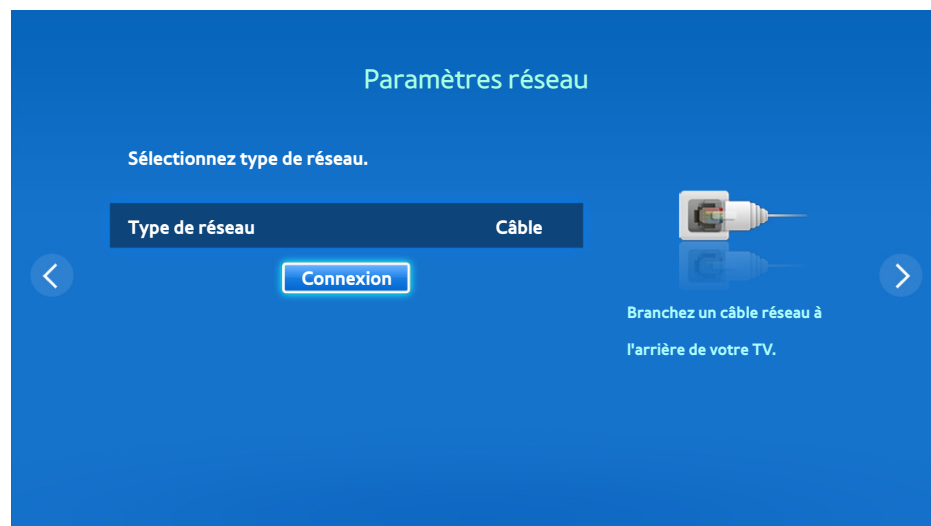 Paramètres réseau
Sélectionnez type de réseau.
Type de réseau Câble
Connexion
Branchez un câble réseau à
l'arrière de votre TV.